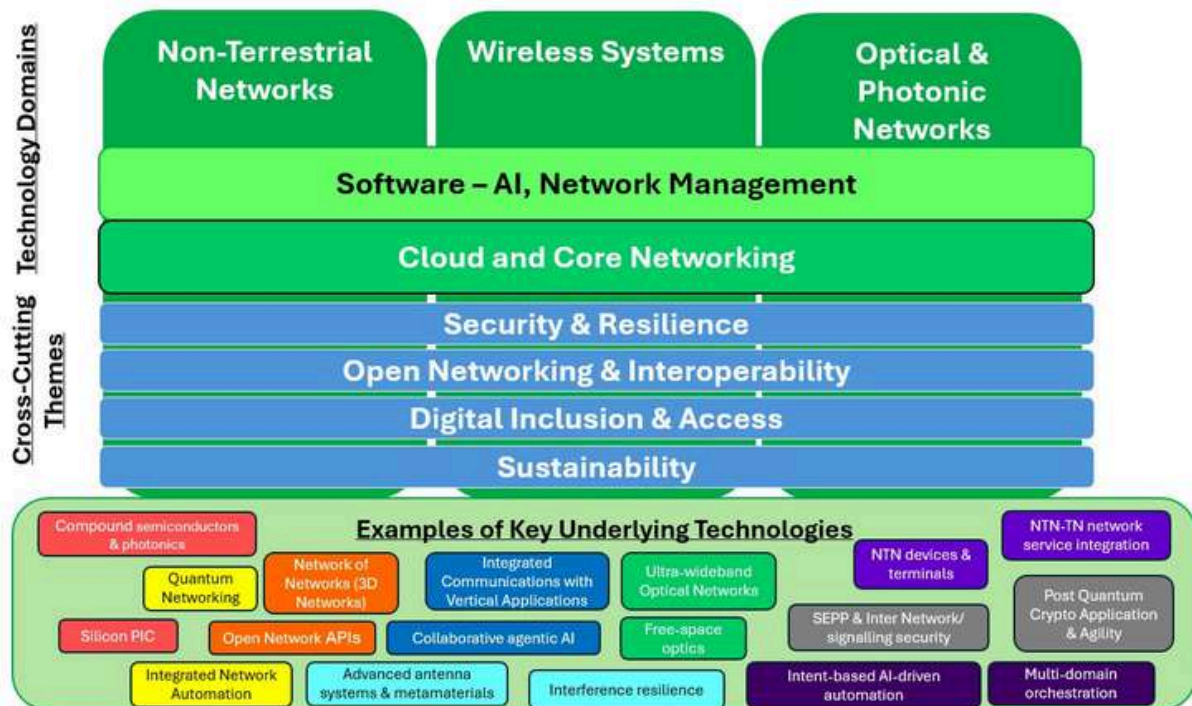 Technology Domains
Non-Terrestrial
Networks
Wireless Systems
Optical &
Photonic
Networks
Software – AI, Network Management
Cloud and Core Networking
Cross-Cutting
Themes
Security & Resilience
Open Networking & Interoperability
Digital Inclusion & Access
Sustainability
Examples of Key Underlying Technologies
Compound semiconductors
& photonics
Quantum
Networking
Network of
Networks (3D
Networks)
Integrated
Communications with
Vertical Applications
Ultra-wideband
Optical Networks
NTN devices &
terminals
NTN-TN network
service integration
Silicon PIC
Open Network APIs
Collaborative agentic AI
Free-space
optics
SEPP & Inter Network/
signalling security
Post Quantum
Crypto Application
& Agility
Integrated Network
Automation
Advanced antenna
systems & metamaterials
Interference resilience
Intent-based AI-driven
automation
Multi-domain
orchestration